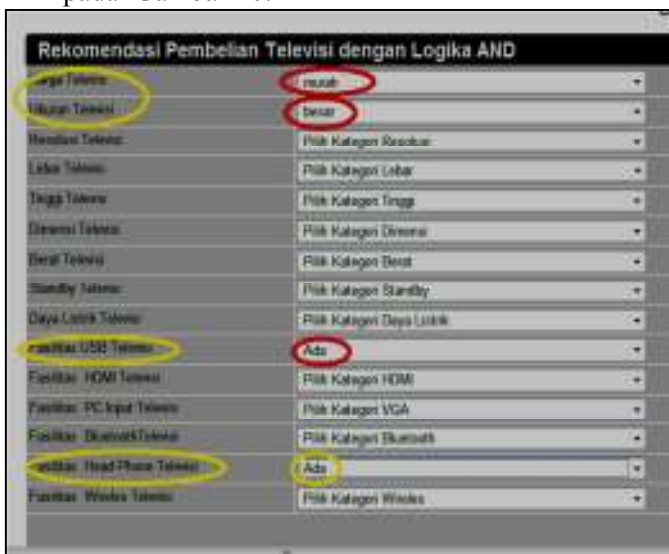 Rekomendasi Pembelian Televisi dengan Logika AND
Harga Televisi murah
Ukuran Televisi besar
Resolusi Televisi Pilih Kategori Resolusi
Lebar Televisi Pilih Kategori Lebar
Tinggi Televisi Pilih Kategori Tinggi
Dimensi Televisi Pilih Kategori Dimensi
Berat Televisi Pilih Kategori Berat
Standby Televisi Pilih Kategori Standby
Daya Listrik Televisi Pilih Kategori Daya Listrik
Fasilitas USB Televisi Ada
Fasilitas HDMI Televisi Pilih Kategori HDMI
Fasilitas PC Input Televisi Pilih Kategori VGA
Fasilitas BluetoothTelevisi Pilih Kategori Bluetooth
Fasilitas Head Phone Televisi Ada
Fasilitas Wireles Televisi Pilih Kategori Wireles